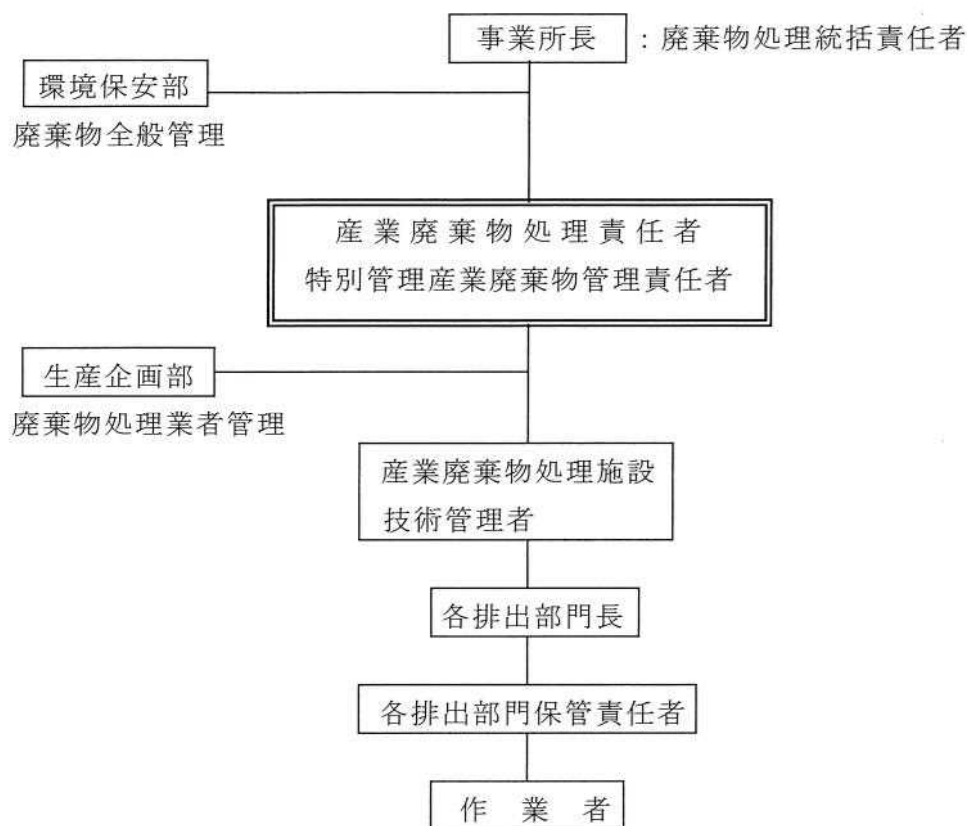 事業所長 : 廃棄物処理統括責任者
環境保安部
廃棄物全般管理
産業廃棄物処理責任者
特別管理産業廃棄物管理責任者
生産企画部
廃棄物処理業者管理
産業廃棄物処理施設
技術管理者
各排出部門長
各排出部門保管責任者
作業者